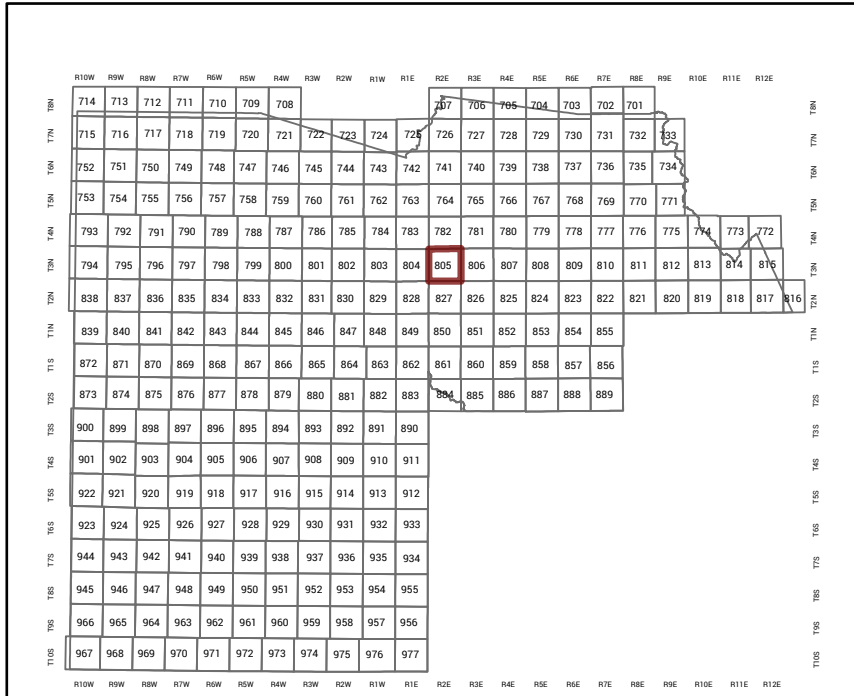 R10W R9W R8W R7W R6W R5W R4W R3W R2W R1W R1E R2E R3E R4E R5E R6E R7E R8E R9E R10E R11E R12E
T8N 714 713 712 711 710 709 708 707 706 705 704 703 702 701 T8N
T7N 715 716 717 718 719 720 721 722 723 724 725 726 727 728 729 730 731 732 733 T7N
T6N 752 751 750 749 748 747 746 745 744 743 742 741 740 739 738 737 736 735 734 T6N
T5N 753 754 755 756 757 758 759 760 761 762 763 764 765 766 767 768 769 770 771 T5N
T4N 793 792 791 790 789 788 787 786 785 784 783 782 781 780 779 778 777 776 775 774 773 772 T4N
T3N 794 795 796 797 798 799 800 801 802 803 804 805 806 807 808 809 810 811 812 813 814 815 T3N
T2N 838 837 836 835 834 833 832 831 830 829 828 827 826 825 824 823 822 821 820 819 818 817 816 T2N
T1N 839 840 841 842 843 844 845 846 847 848 849 850 851 852 853 854 855 T1N
T1S 872 871 870 869 868 867 866 865 864 863 862 861 860 859 858 857 856 T1S
T2S 873 874 875 876 877 878 879 880 881 882 883 884 885 886 887 888 889 T2S
T3S 900 899 898 897 896 895 894 893 892 891 890 T3S
T4S 901 902 903 904 905 906 907 908 909 910 911 T4S
T5S 922 921 920 919 918 917 916 915 914 913 912 T5S
T6S 923 924 925 926 927 928 929 930 931 932 933 T6S
T7S 944 943 942 941 940 939 938 937 936 935 934 T7S
T8S 945 946 947 948 949 950 951 952 953 954 955 T8S
T9S 966 965 964 963 962 961 960 959 958 957 956 T9S
T10S 967 968 969 970 971 972 973 974 975 976 977 T10S
R10W R9W R8W R7W R6W R5W R4W R3W R2W R1W R1E R2E R3E R4E R5E R6E R7E R8E R9E R10E R11E R12E